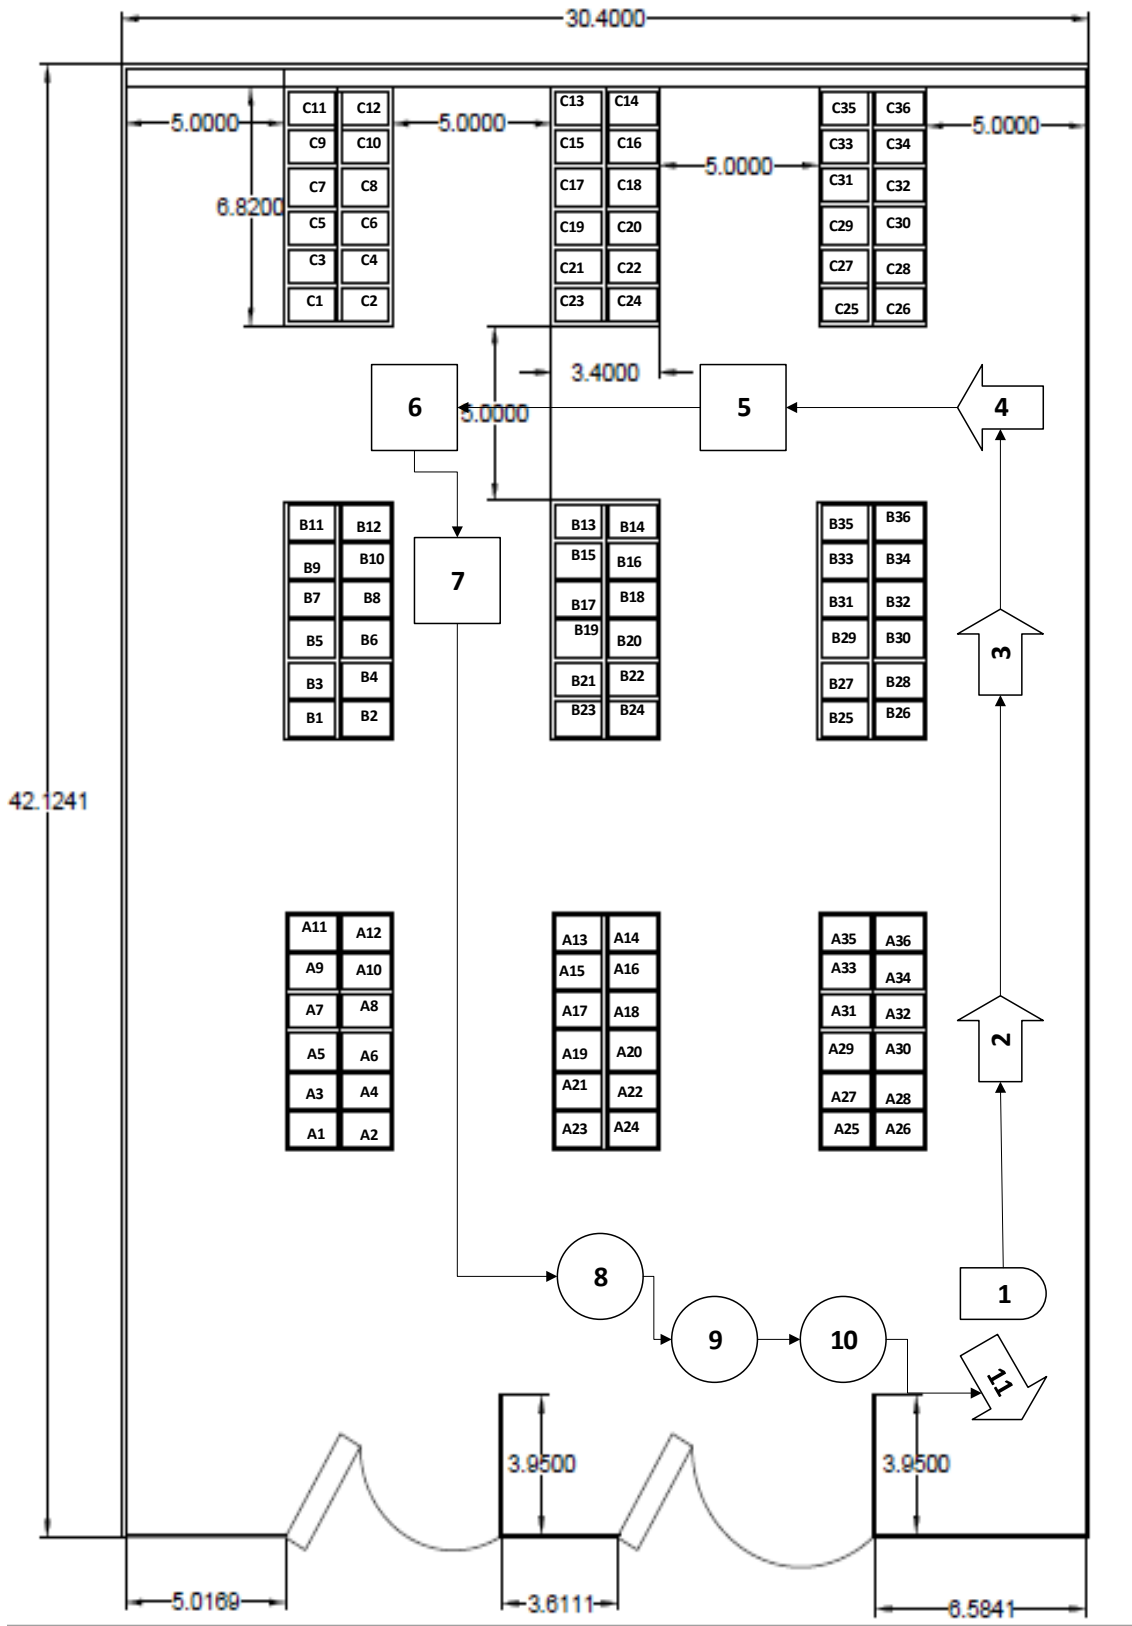 30.4000
C11 C12 C13 C14 C35 C36
5.0000 5.0000 5.0000
C9 C10 C15 C16 C33 C34
5.0000
C7 C8 C17 C18 C31 C32
6.8200
C5 C6 C19 C20 C29 C30
C3 C4 C21 C22 C27 C28
C1 C2 C23 C24 C25 C26
3.4000
6 5.0000 5 4
B11 B12 B13 B14 B35 B36
B9 B10 B15 B16 B33 B34
7
B7 B8 B17 B18 B31 B32
B5 B6 B19 B20 B29 B30
3
B3 B4 B21 B22 B27 B28
B1 B2 B23 B24 B25 B26
42.1241
A11 A12 A13 A14 A35 A36
A9 A10 A15 A16 A33 A34
A7 A8 A17 A18 A31 A32
A5 A6 A19 A20 A29 A30
2
A3 A4 A21 A22 A27 A28
A1 A2 A23 A24 A25 A26
8 1
9 10
11
3.9500 3.9500
5.0169 3.6111 6.5841